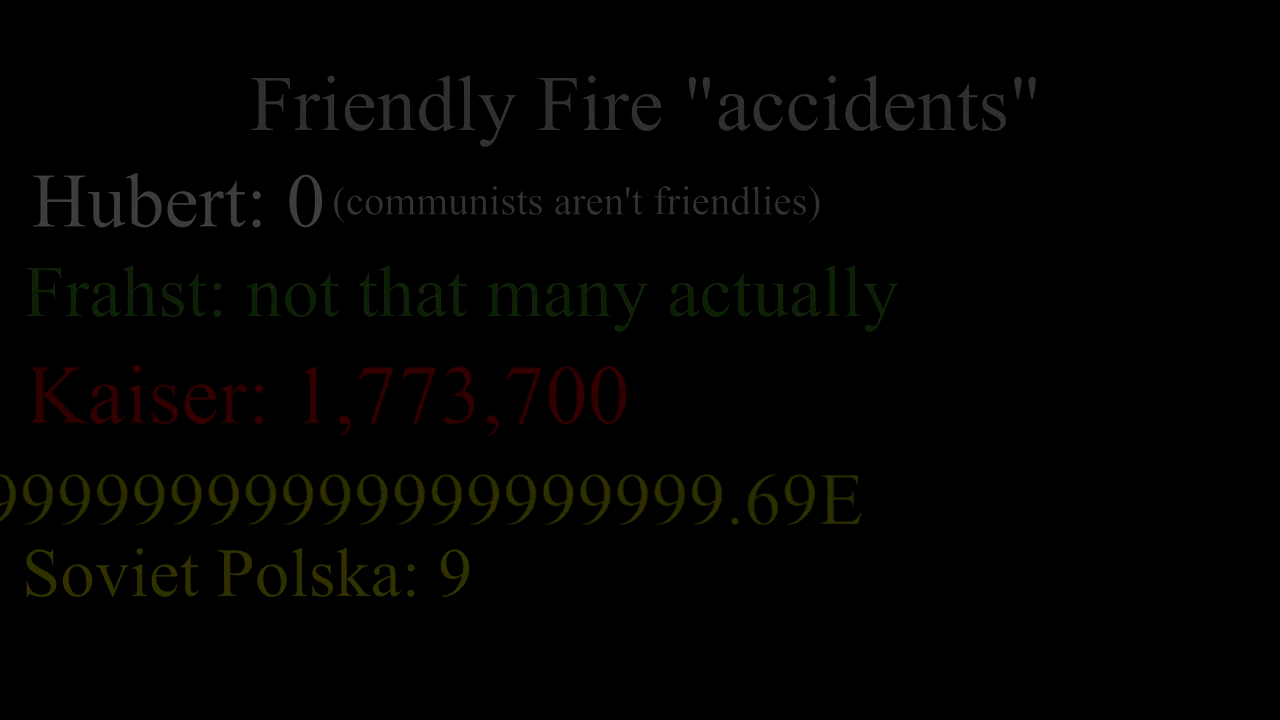 Friendly Fire "accidents"
Hubert: 0 (communists aren't friendlies)
Frahst: not that many actually
Kaiser: 1,773,700
99999999999999999999.69E
Soviet Polska: 9